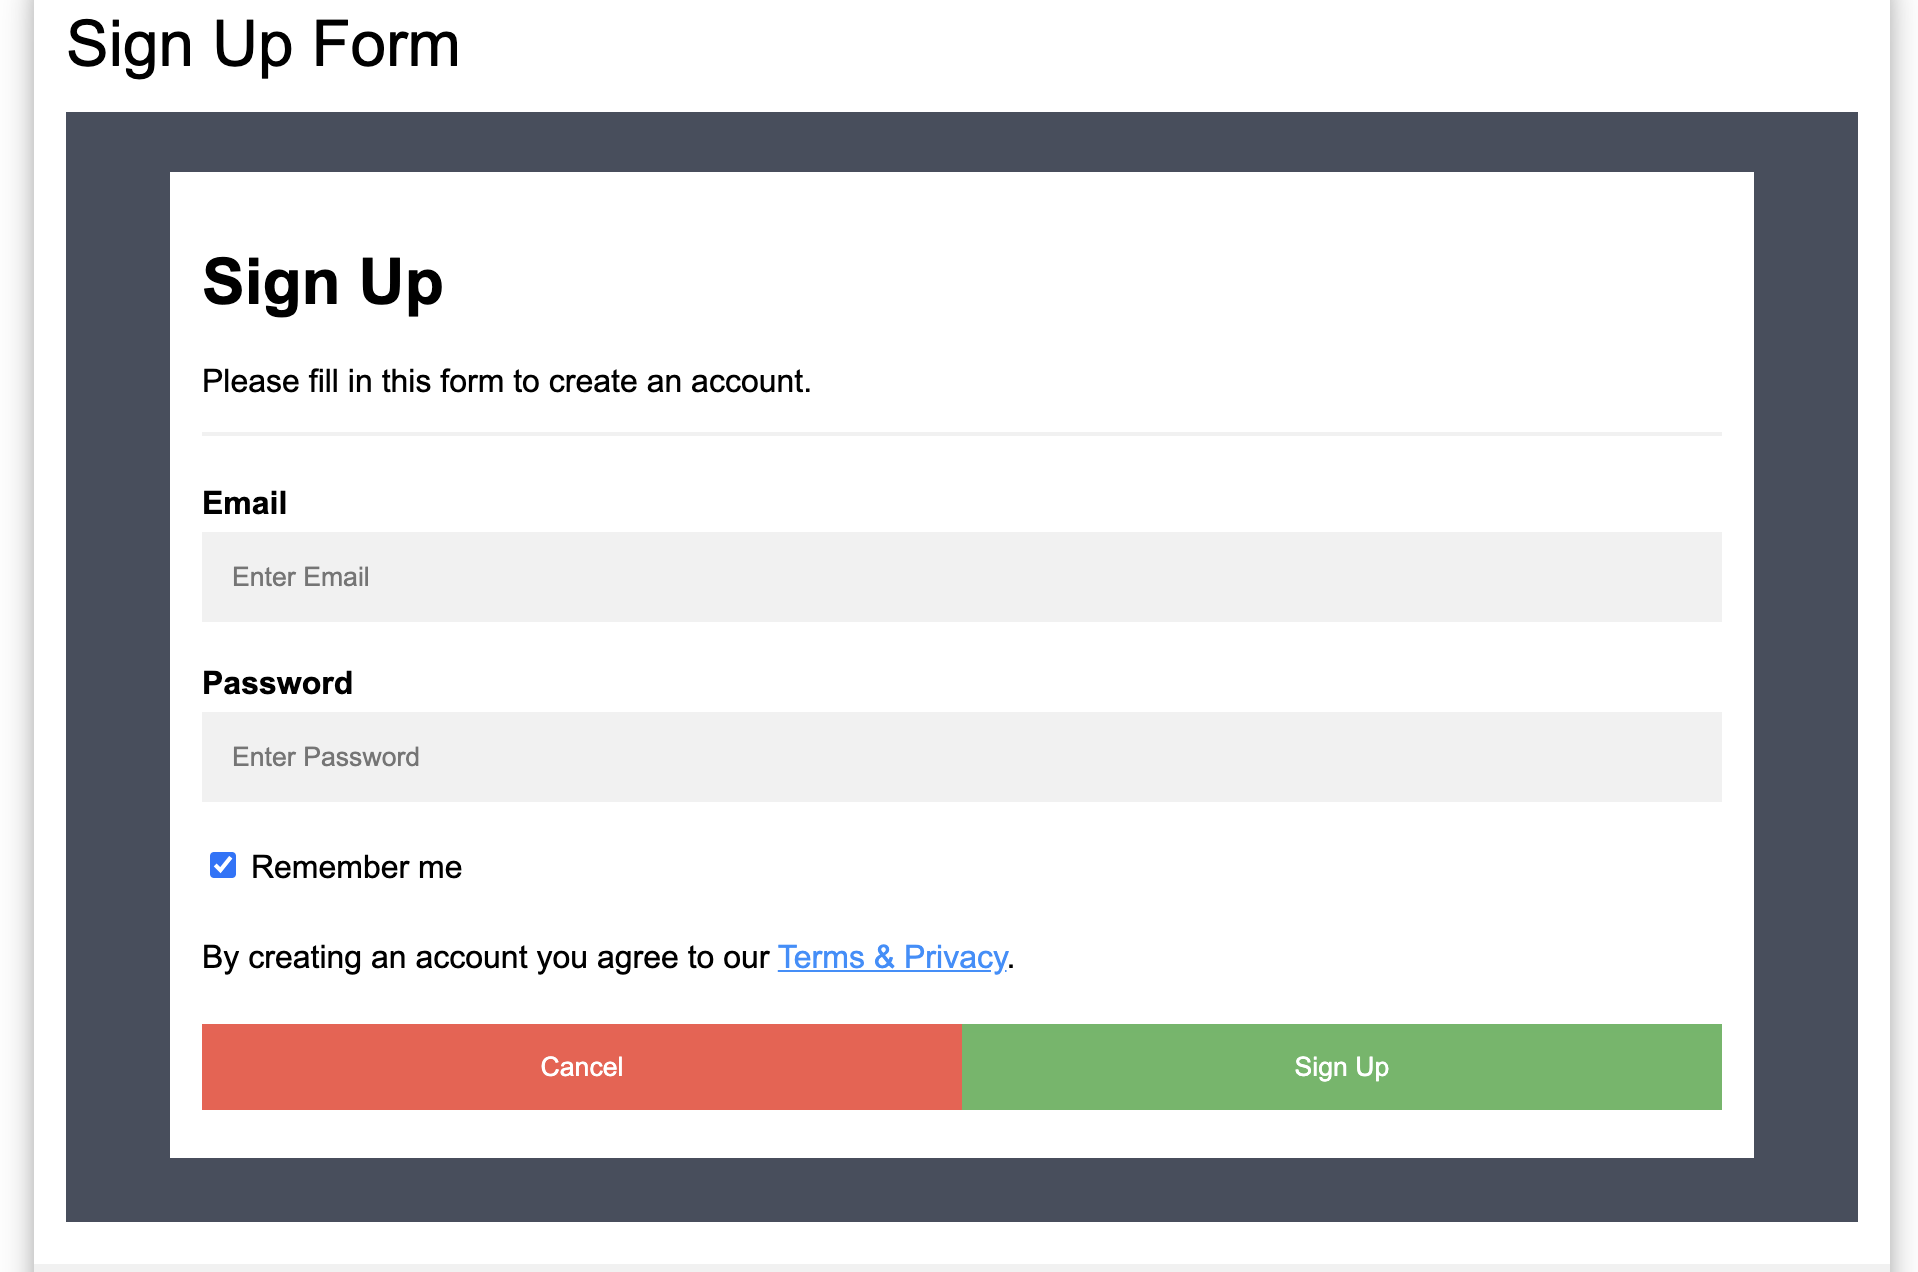 Sign Up Form
Sign Up
Please fill in this form to create an account.
Email
Enter Email
Password
Enter Password
Remember me
By creating an account you agree to our Terms & Privacy.
Cancel
Sign Up